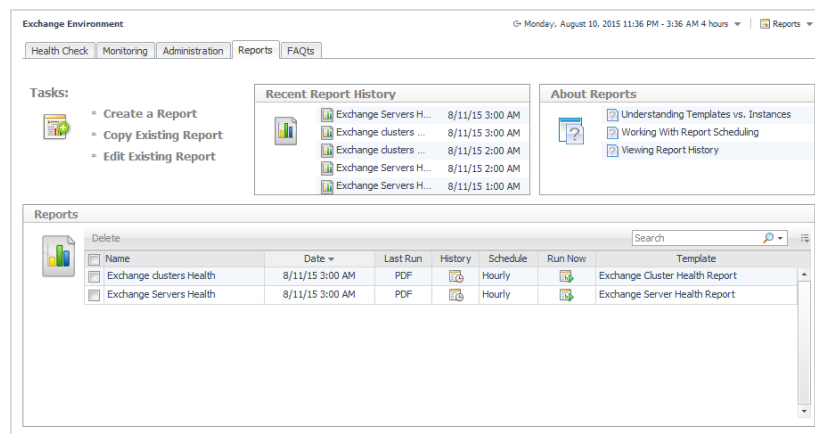 Exchange Environment
Monday, August 10, 2015 11:36 PM - 3:36 AM 4 hours
Reports
Health Check
Monitoring
Administration
Reports
FAQts
Tasks:
Create a Report
Copy Existing Report
Edit Existing Report
Recent Report History
Exchange Servers H... 8/11/15 3:00 AM
Exchange clusters ... 8/11/15 3:00 AM
Exchange clusters ... 8/11/15 2:00 AM
Exchange Servers H... 8/11/15 2:00 AM
Exchange Servers H... 8/11/15 1:00 AM
About Reports
Understanding Templates vs. Instances
Working With Report Scheduling
Viewing Report History
Reports
Delete
Search
Name Date Last Run History Schedule Run Now Template
Exchange clusters Health 8/11/15 3:00 AM PDF Hourly Exchange Cluster Health Report
Exchange Servers Health 8/11/15 3:00 AM PDF Hourly Exchange Server Health Report